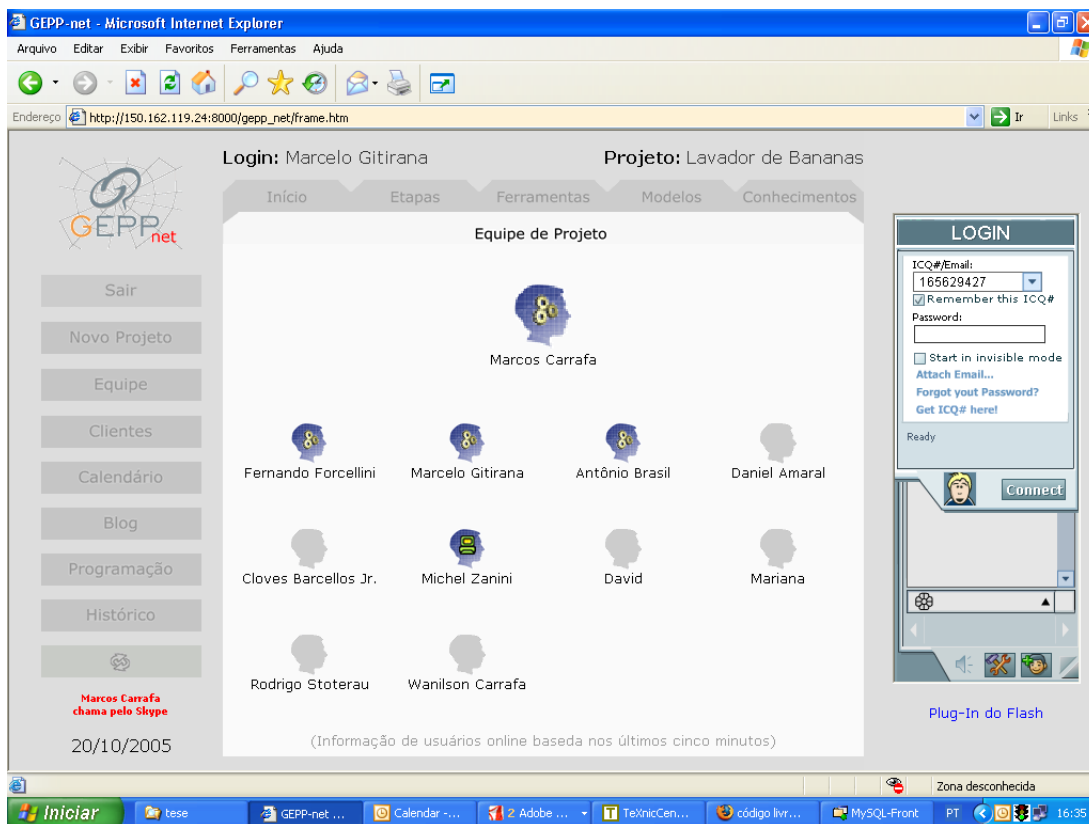 GEPP-net - Microsoft Internet Explorer
Arquivo Editar Exibir Favoritos Ferramentas Ajuda
Endereço http://150.162.119.24:8000/gepp_net/frame.htm Ir Links
GEPP net
Login: Marcelo Gitirana Projeto: Lavador de Bananas
Início Etapas Ferramentas Modelos Conhecimentos
Equipe de Projeto
Marcos Carrafa
Fernando Forcellini Marcelo Gitirana Antônio Brasil Daniel Amaral
Cloves Barcellos Jr. Michel Zanini David Mariana
Rodrigo Stoterau Wanilson Carrafa
(Informação de usuários online baseda nos últimos cinco minutos)
Sair
Novo Projeto
Equipe
Clientes
Calendário
Blog
Programação
Histórico
Marcos Carrafa
chama pelo Skype
20/10/2005
LOGIN
ICQ#/Email:
165629427
Remember this ICQ#
Password:
Start in invisible mode
Attach Email...
Forgot yout Password?
Get ICQ# here!
Ready
Connect
Plug-In do Flash
Zona desconhecida
Iniciar tese GEPP-net ... Calendar -... 2 Adobe ... TeXnicCen... código livr... MySQL-Front PT 16:35